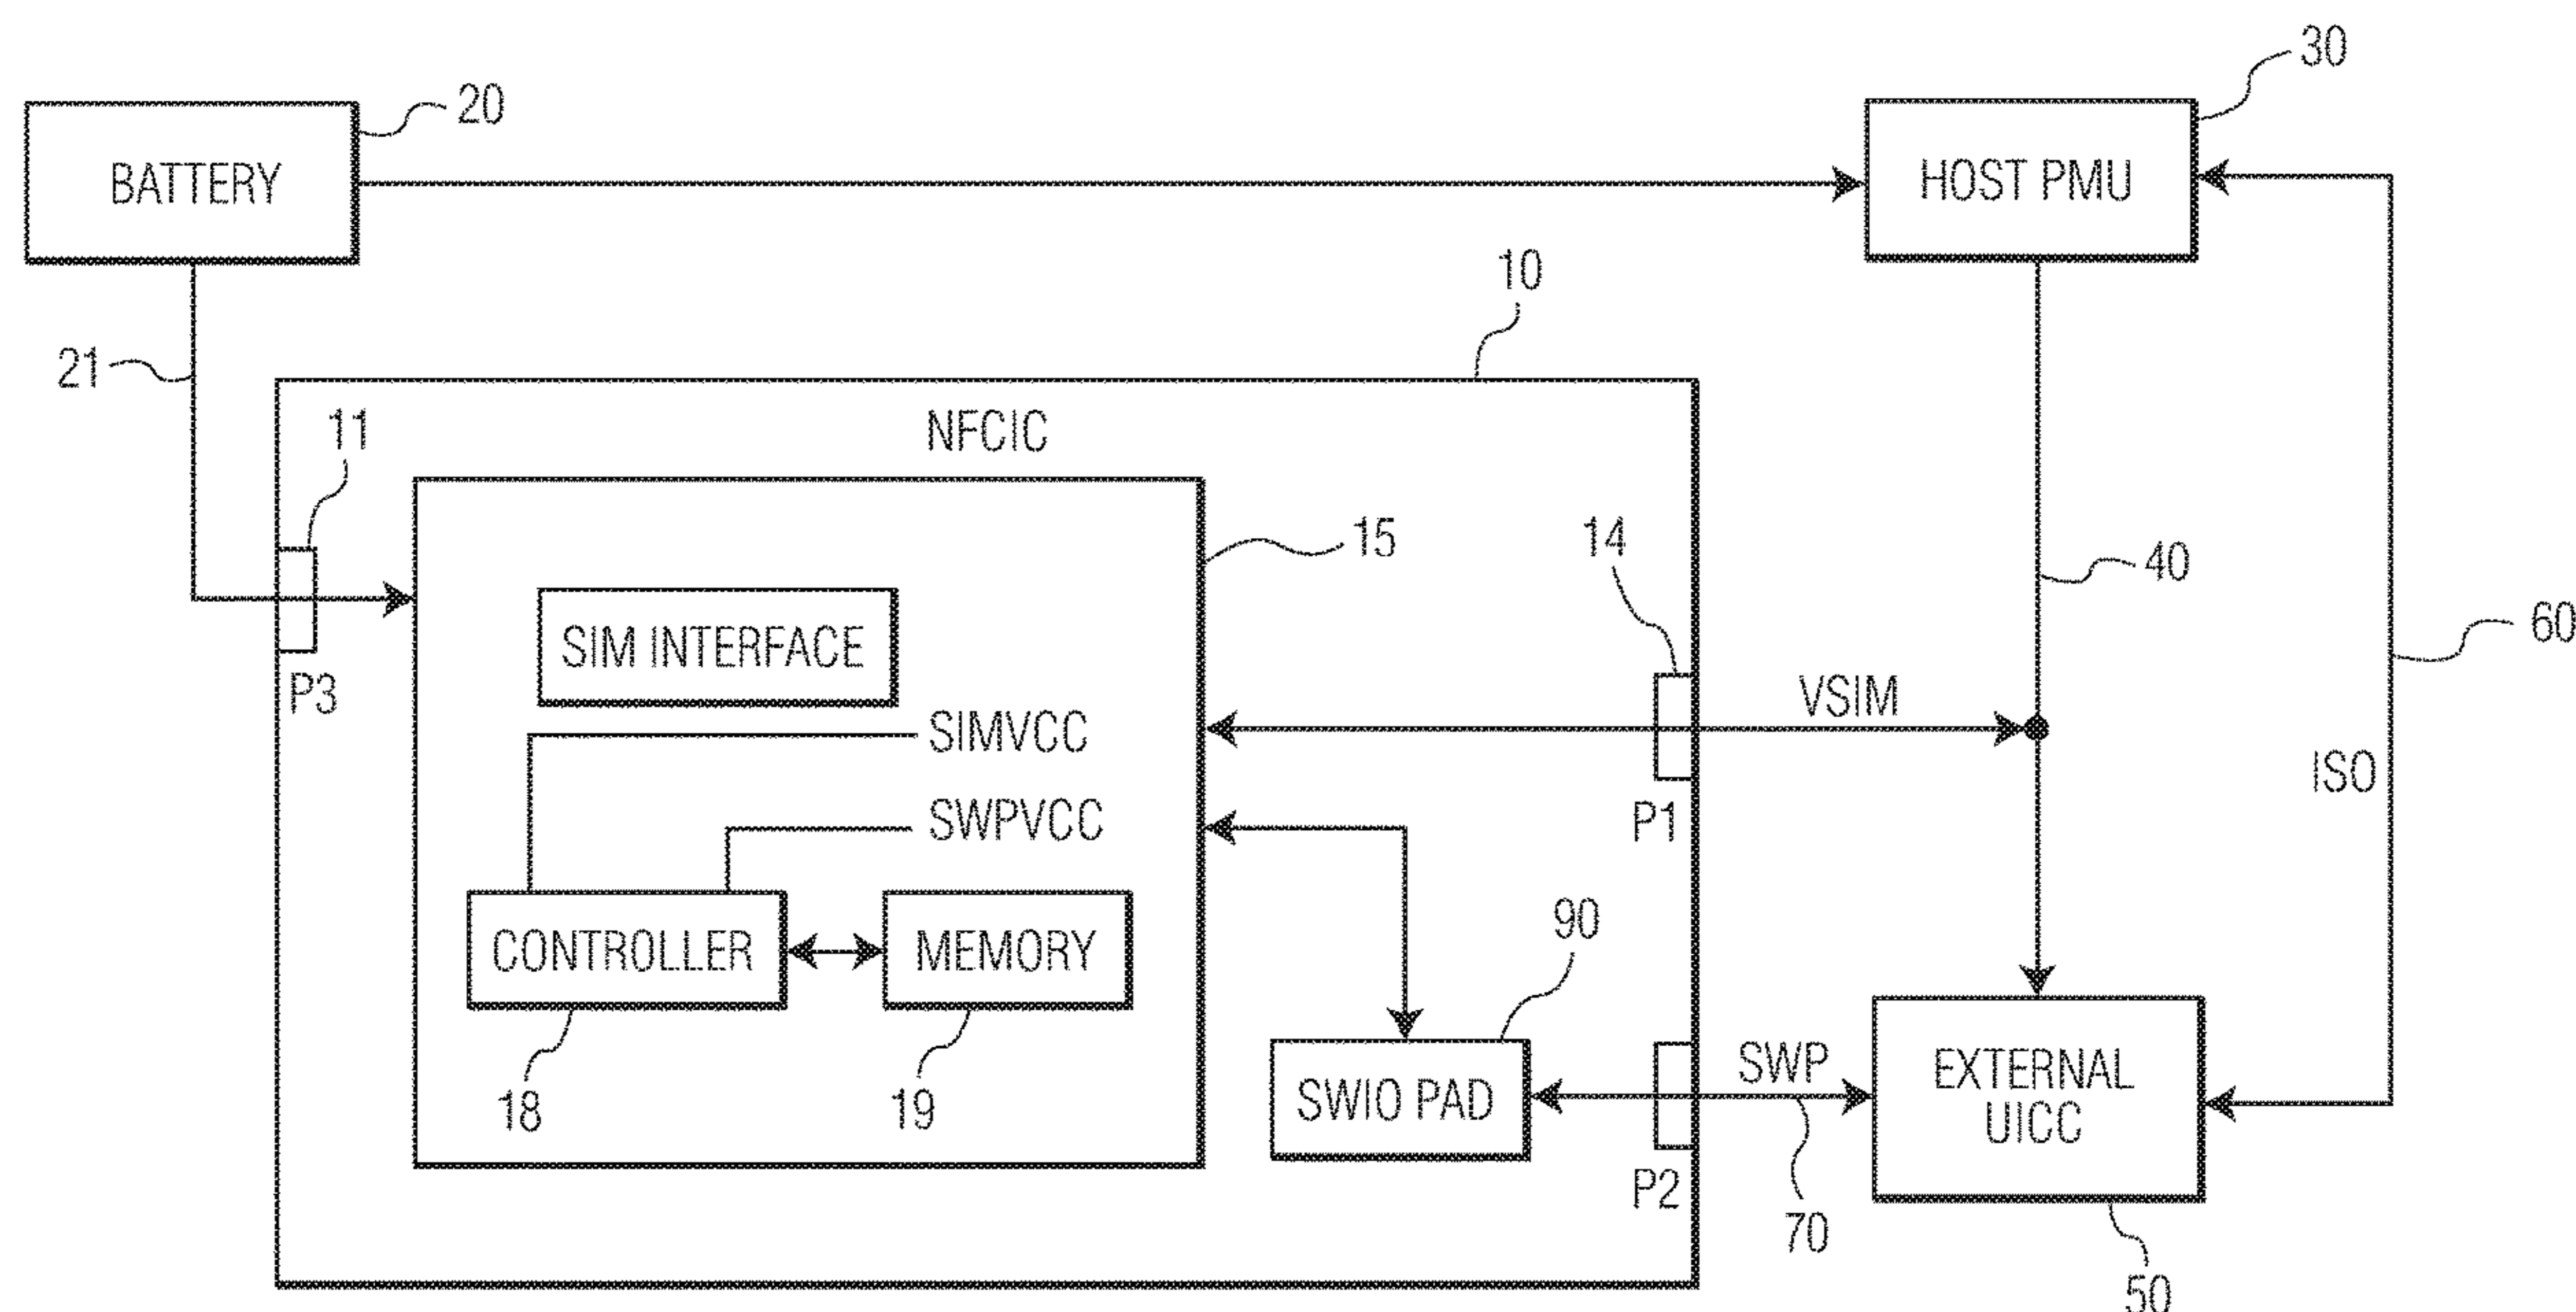 30
20
BATTERY
HOST PMU
10
21
11
NFCIC
15
14
40
SIM INTERFACE
60
P3
VSIM
SIMVCC
ISO
SWPVCC
P1
90
CONTROLLER
MEMORY
SWP
EXTERNAL
UICC
SWIO PAD
18
19
P2
70
50